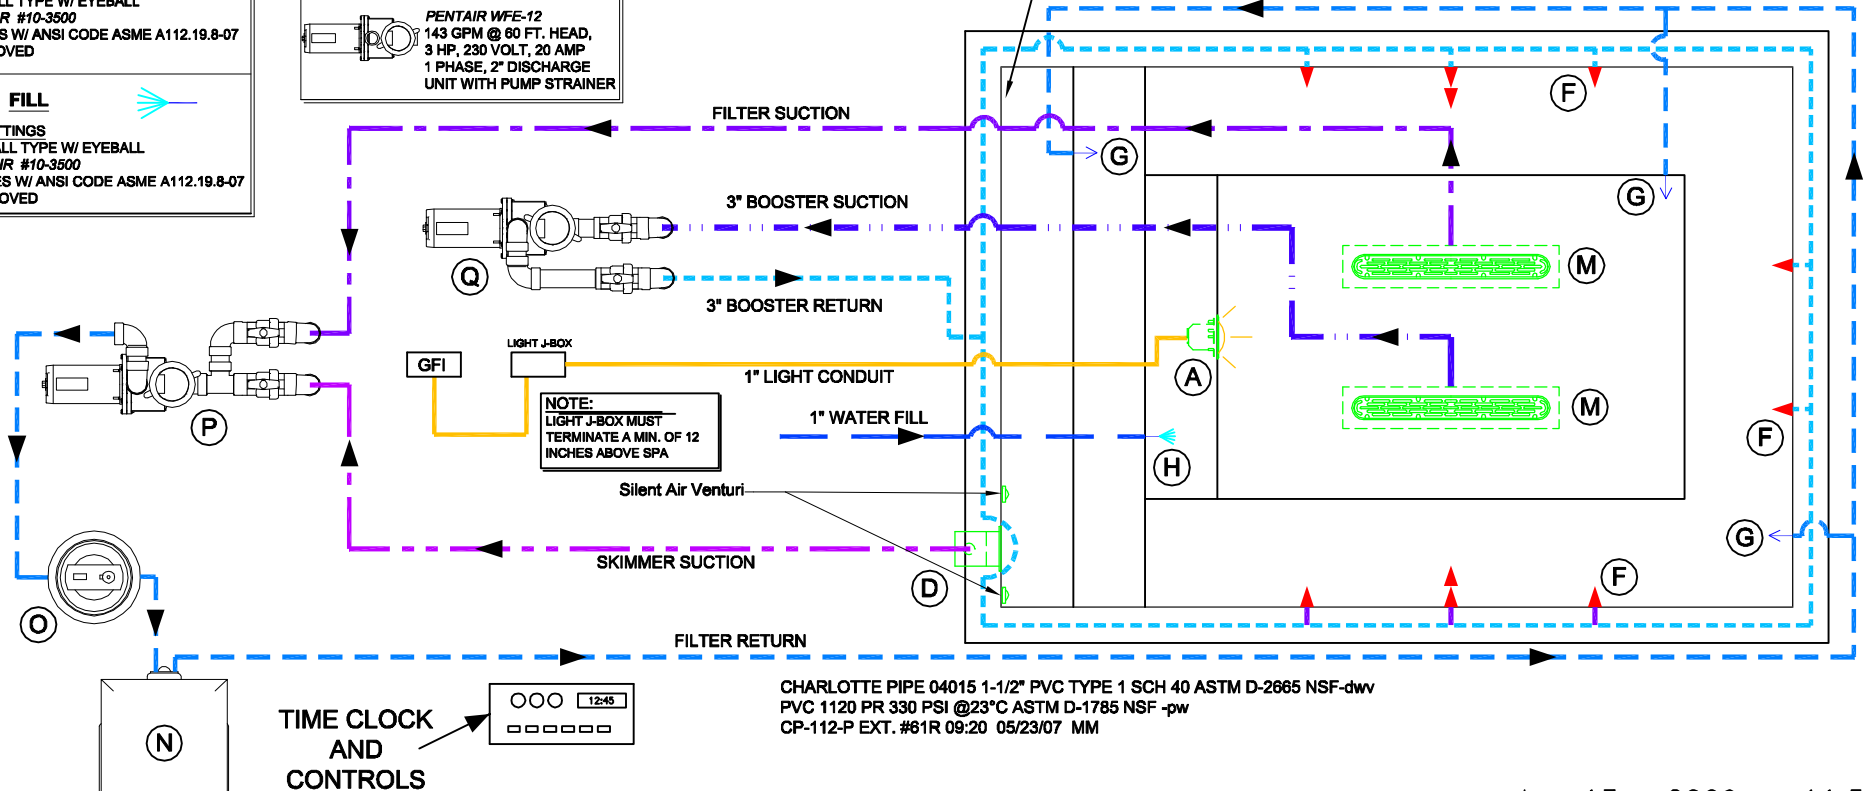 ALL TYPE W/ EYEBALL
#10-3500
W/ ANSI CODE ASME A112.19.8-07
FILL
ALL TYPE W/ EYEBALL
#10-3500
W/ ANSI CODE ASME A112.19.8-07
PENTAIR WFE-12
143 GPM @ 60 FT. HEAD,
3 HP, 230 VOLT, 20 AMP
1 PHASE, 2" DISCHARGE
UNIT WITH PUMP STRAINER
FILTER SUCTION
F
G
G
3" BOOSTER SUCTION
Q
M
3" BOOSTER RETURN
GFI
LIGHT J-BOX
1" LIGHT CONDUIT
A
M
P
NOTE:
LIGHT J-BOX MUST
TERMINATE A MIN. OF 12
INCHES ABOVE SPA
1" WATER FILL
H
F
Silent Air Venturi
G
SKIMMER SUCTION
D
F
O
FILTER RETURN
N
TIME CLOCK
AND
CONTROLS
12:45
CHARLOTTE PIPE 04015 1-1/2" PVC TYPE 1 SCH 40 ASTM D-2665 NSF-dwv
PVC 1120 PR 330 PSI @23°C ASTM D-1785 NSF -pw
CP-112-P EXT. #61R 09:20 05/23/07 MM